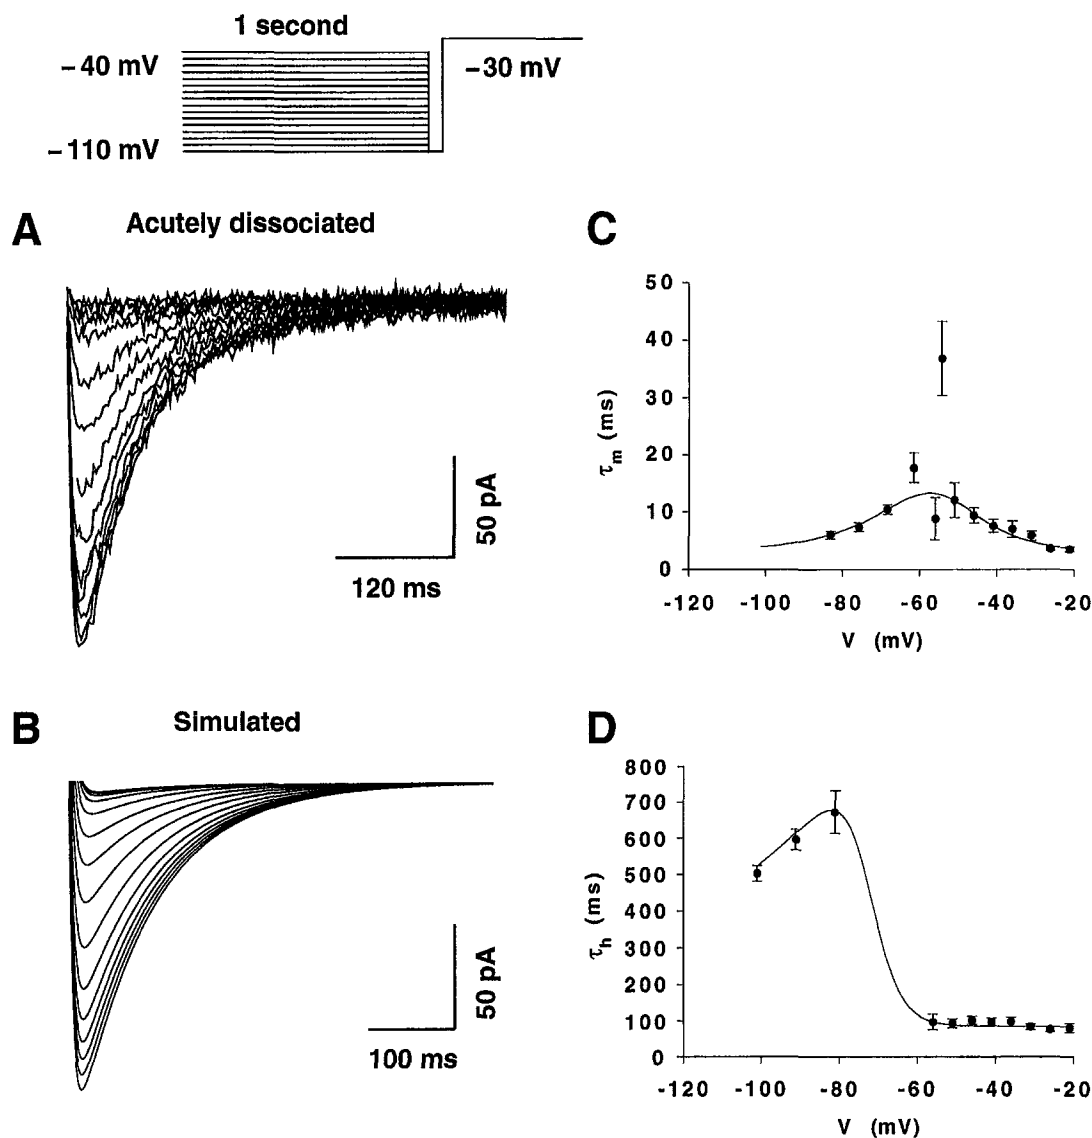 1 second
– 40 mV
– 30 mV
– 110 mV
A
Acutely dissociated
50 pA
120 ms
B
Simulated
50 pA
100 ms
C
50
40
30
20
10
0
τm (ms)
-120 -100 -80 -60 -40 -20
V (mV)
D
800
700
600
500
400
300
200
100
0
τh (ms)
-120 -100 -80 -60 -40 -20
V (mV)